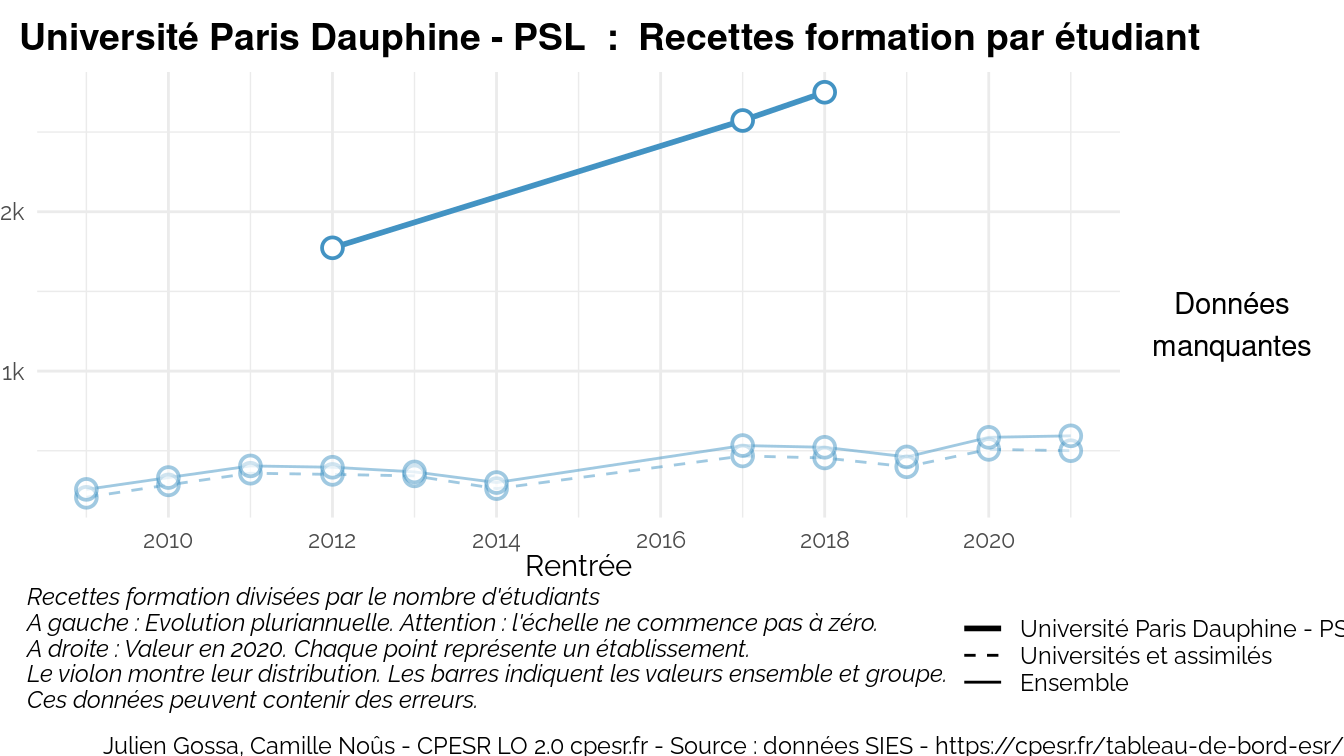 Université Paris Dauphine - PSL : Recettes formation par étudiant
2k
1k
Données
manquantes
2010 2012 2014 2016 2018 2020
Rentrée
Recettes formation divisées par le nombre d'étudiants
A gauche : Evolution pluriannuelle. Attention : l'échelle ne commence pas à zéro.
A droite : Valeur en 2020. Chaque point représente un établissement.
Le violon montre leur distribution. Les barres indiquent les valeurs ensemble et groupe.
Ces données peuvent contenir des erreurs.
Université Paris Dauphine - PS
Universités et assimilés
Ensemble
Julien Gossa, Camille Noûs - CPESR LO 2.0 cpesr.fr - Source : données SIES - https://cpesr.fr/tableau-de-bord-esr/